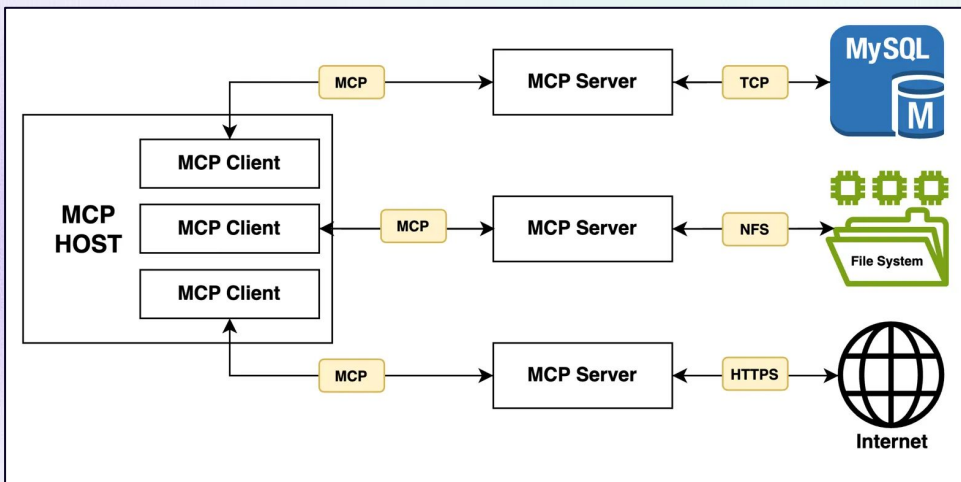 MCP
HOST
MCP Client
MCP Client
MCP Client
MCP
MCP Server
TCP
MySQL
M
MCP
MCP Server
NFS
File System
MCP
MCP Server
HTTPS
Internet